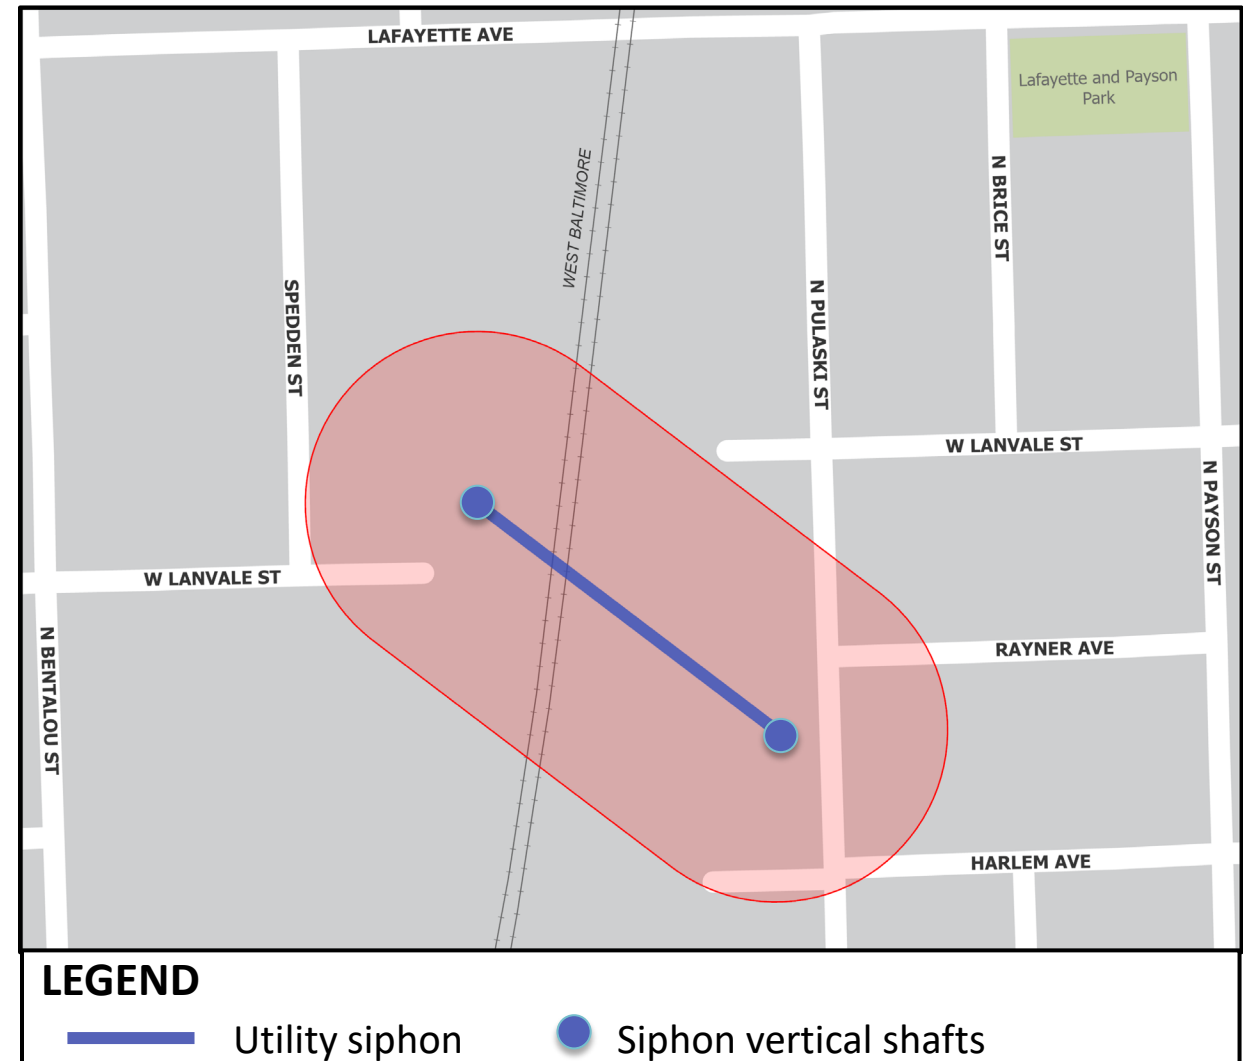 LAFAYETTE AVE
Lafayette and Payson
Park
N BRICE ST
WEST BALTIMORE
SPEDDEN ST
N PULASKI ST
W LANVALE ST
N PAYSON ST
W LANVALE ST
N BENTALOU ST
RAYNER AVE
HARLEM AVE
LEGEND
Utility siphon
Siphon vertical shafts